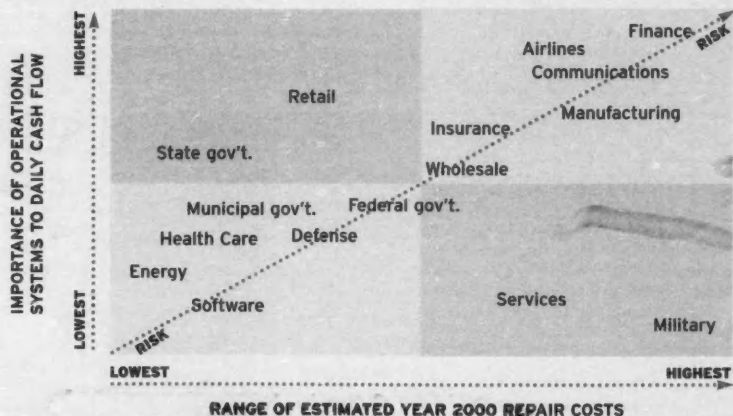 IMPORTANCE OF OPERATIONAL
SYSTEMS TO DAILY CASH FLOW
HIGHEST
LOWEST
Finance
RISK
Airlines
Communications
Retail
Manufacturing
Insurance
State gov't.
Wholesale
Municipal gov't.
Federal gov't.
Health Care
Defense
Energy
Software
Services
Military
RISK
LOWEST
HIGHEST
RANGE OF ESTIMATED YEAR 2000 REPAIR COSTS